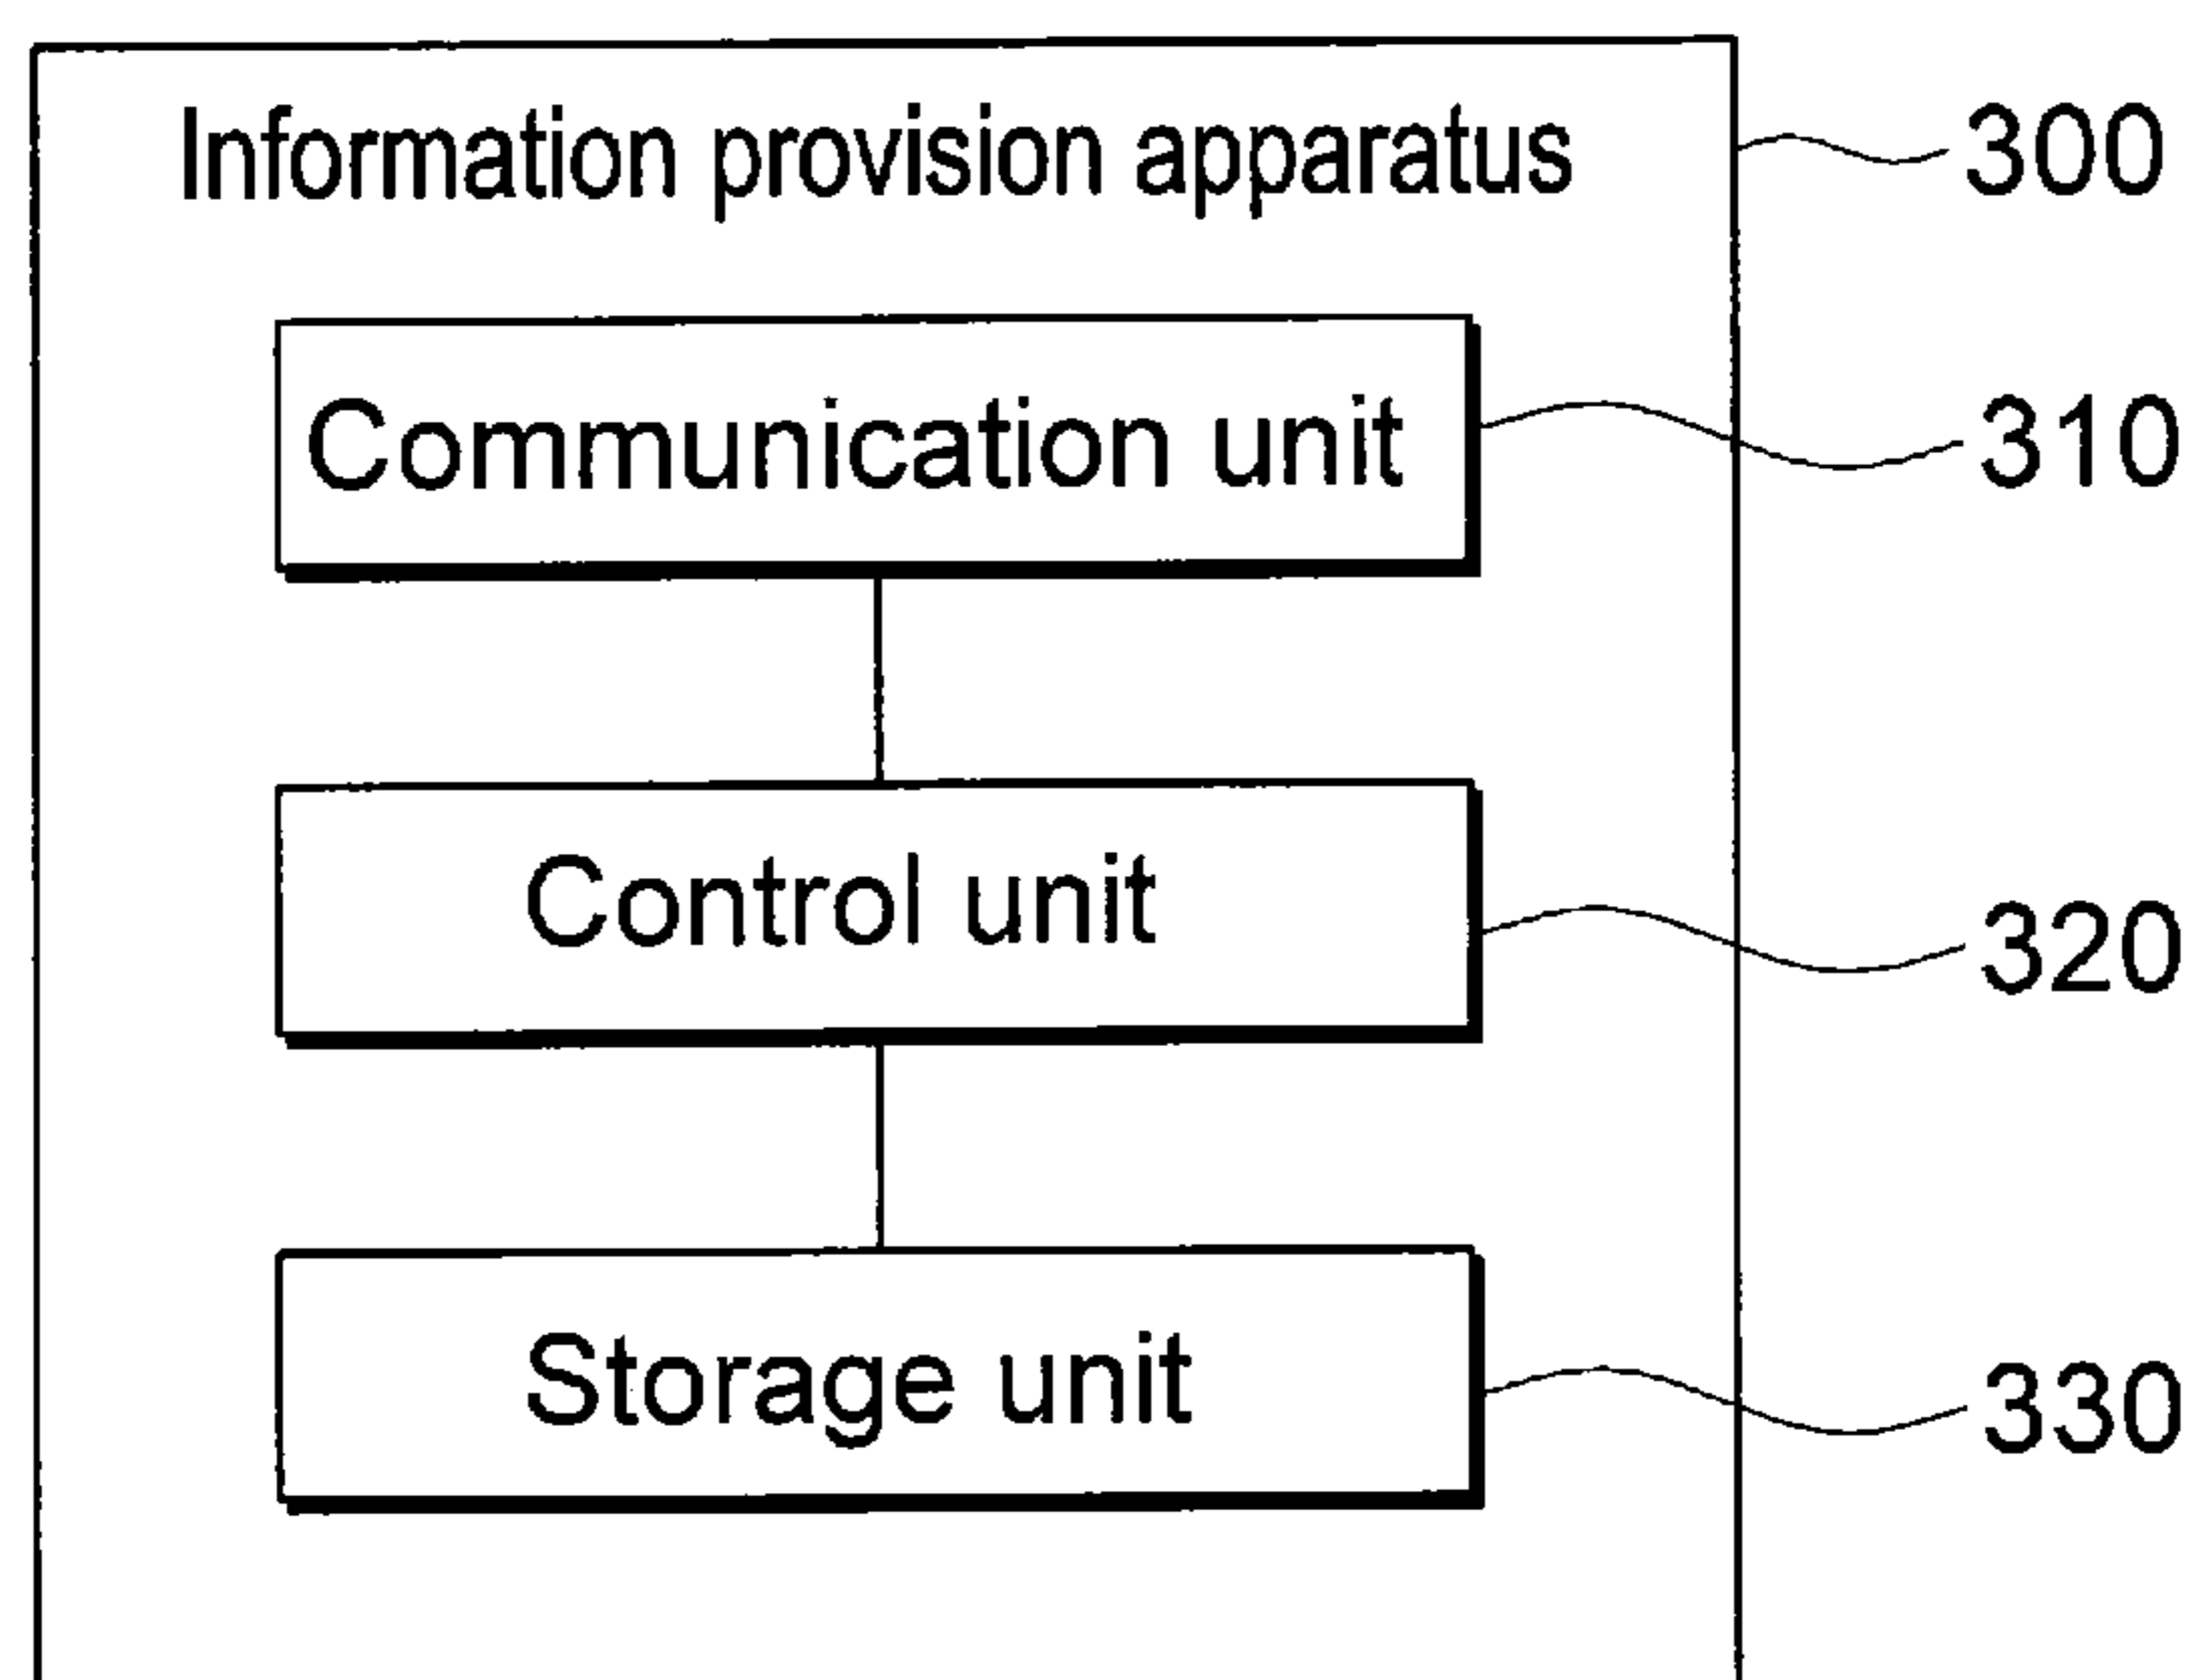 Information provision apparatus 300
Communication unit 310
Control unit 320
Storage unit 330